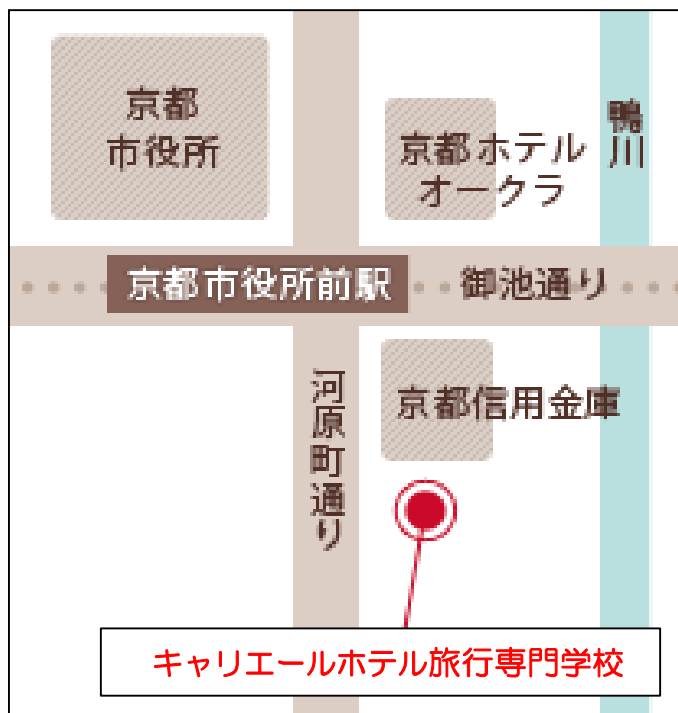 京都
市役所
京都ホテル
オークラ
鴨川
京都市役所前駅
御池通り
河原町通り
京都信用金庫
キャリエールホテル旅行専門学校